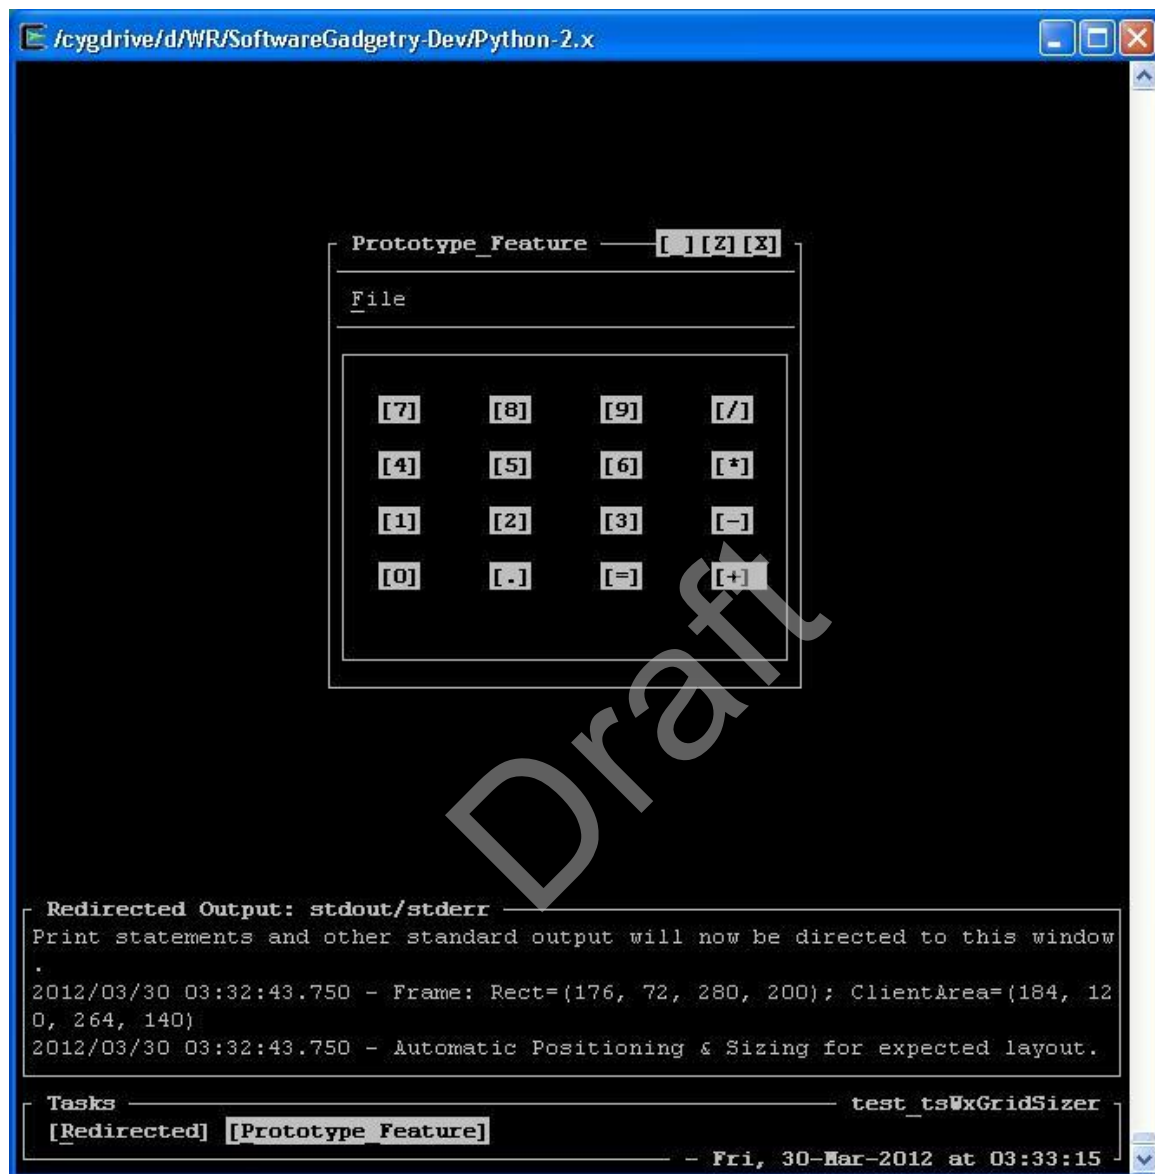 /cygdrive/d/WR/SoftwareGadgetry-Dev/Python-2.x
Prototype_Feature [_][Z][X]
File
[7] [8] [9] [/]
[4] [5] [6] [*]
[1] [2] [3] [-]
[0] [.] [=] [+]
Draft
Redirected Output: stdout/stderr
Print statements and other standard output will now be directed to this window
.
2012/03/30 03:32:43.750 - Frame: Rect=(176, 72, 280, 200); ClientArea=(184, 12
0, 264, 140)
2012/03/30 03:32:43.750 - Automatic Positioning & Sizing for expected layout.
Tasks test_tsWxGridSizer
[Redirected] [Prototype_Feature]
- Fri, 30-Mar-2012 at 03:33:15